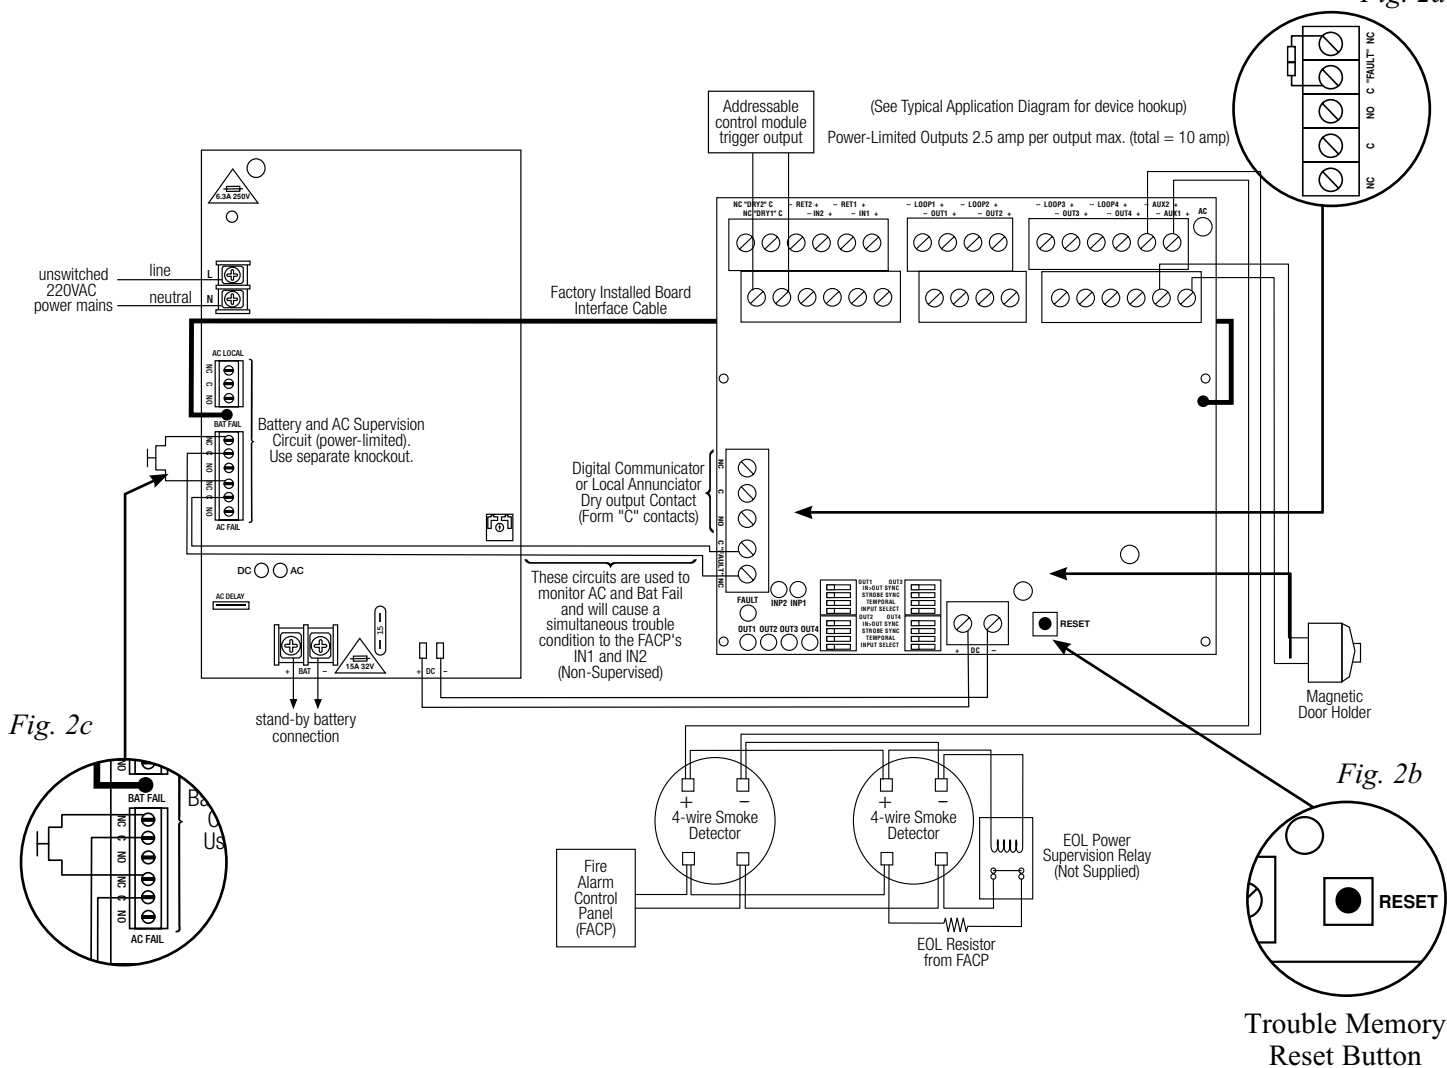 Fig. 2a
NC
C "FAULT"
NO
C
NC
Addressable
control module
trigger output
(See Typical Application Diagram for device hookup)
Power-Limited Outputs 2.5 amp per output max. (total = 10 amp)
6.3A 250V
NC "DRY2" C – RET2 + – RET1 + – LOOP1 + – LOOP2 + – LOOP3 + – LOOP4 + – AUX2 +
NC "DRY1" C – IN2 + – IN1 + – OUT1 + – OUT2 + – OUT3 + – OUT4 + – AUX1 +
AC
unswitched
220VAC
power mains
line
neutral
L
N
Factory Installed Board
Interface Cable
AC LOCAL
NC
C
NO
BAT FAIL
NC
C
NO
NC
C
NO
AC FAIL
Battery and AC Supervision
Circuit (power-limited).
Use separate knockout.
Digital Communicator
or Local Annunciator
Dry output Contact
(Form "C" contacts)
NC
C
NO
C "FAULT" NC
These circuits are used to
monitor AC and Bat Fail
and will cause a
simultaneous trouble
condition to the FACP's
IN1 and IN2
(Non-Supervised)
DC
AC
AC DELAY
15
15A 32V
+ BAT –
+ DC –
stand-by battery
connection
FAULT
INP2 INP1
OUT1 OUT2 OUT3 OUT4
OUT1 OUT3
IN>OUT SYNC
STROBE SYNC
TEMPORAL
INPUT SELECT
OUT2 OUT4
IN>OUT SYNC
STROBE SYNC
TEMPORAL
INPUT SELECT
+ DC –
RESET
Magnetic
Door Holder
Fig. 2c
NO
BAT FAIL
NC
C
NO
NC
C
NO
AC FAIL
Us
+ –
4-wire Smoke
Detector
+ –
4-wire Smoke
Detector
EOL Power
Supervision Relay
(Not Supplied)
Fire
Alarm
Control
Panel
(FACP)
EOL Resistor
from FACP
Fig. 2b
RESET
Trouble Memory
Reset Button